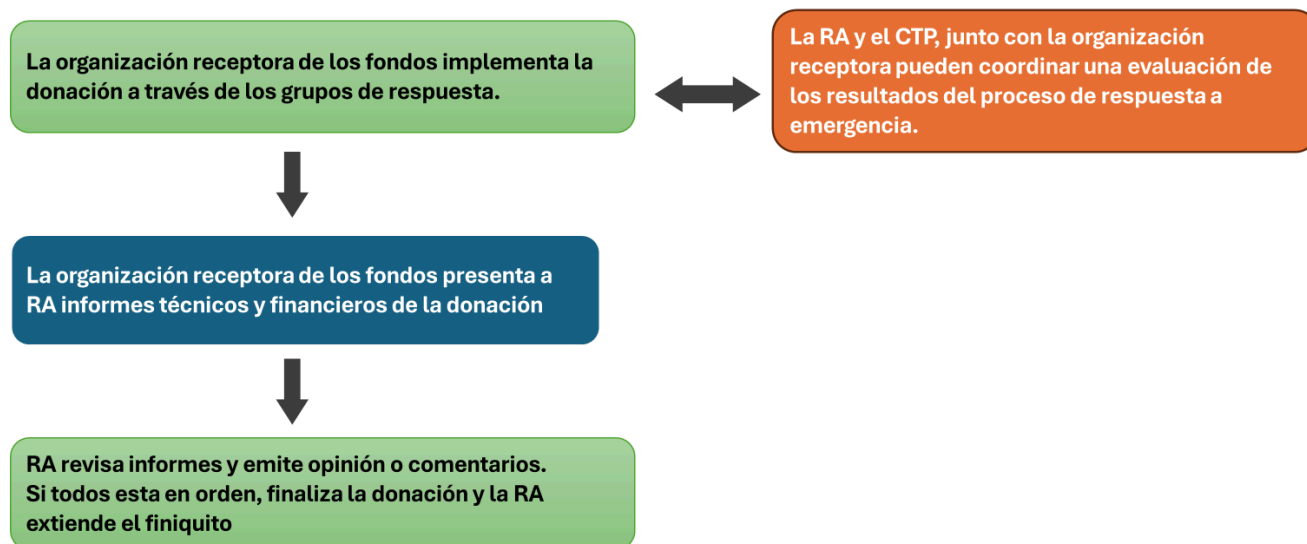 La organización receptora de los fondos implementa la
donación a través de los grupos de respuesta.
La RA y el CTP, junto con la organización
receptora pueden coordinar una evaluación de
los resultados del proceso de respuesta a
emergencia.
La organización receptora de los fondos presenta a
RA informes técnicos y financieros de la donación
RA revisa informes y emite opinión o comentarios.
Si todos esta en orden, finaliza la donación y la RA
extiende el finiquito